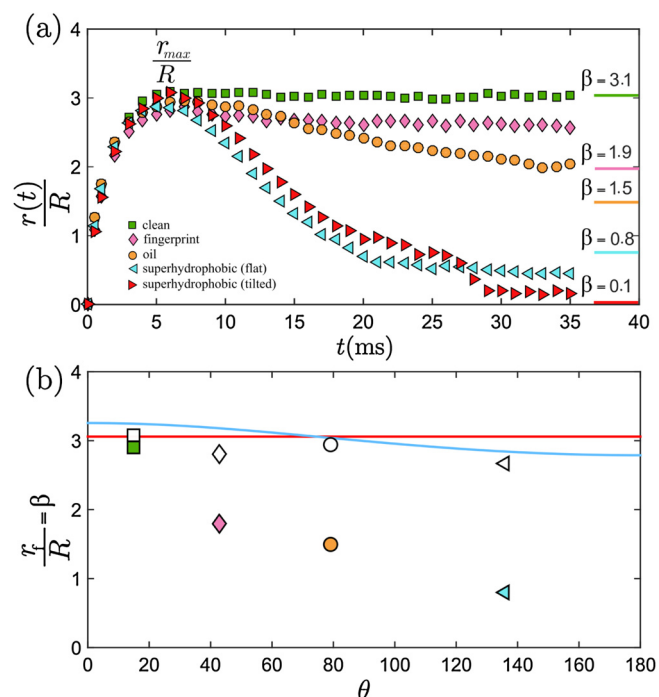 (a)
r_max/R
r(t)/R
4
3
2
1
0
clean
fingerprint
oil
superhydrophobic (flat)
superhydrophobic (tilted)
β = 3.1
β = 1.9
β = 1.5
β = 0.8
β = 0.1
0 5 10 15 20 25 30 35 40
t(ms)
(b)
r_f/R = β
4
3
2
1
0
0 20 40 60 80 100 120 140 160 180
θ